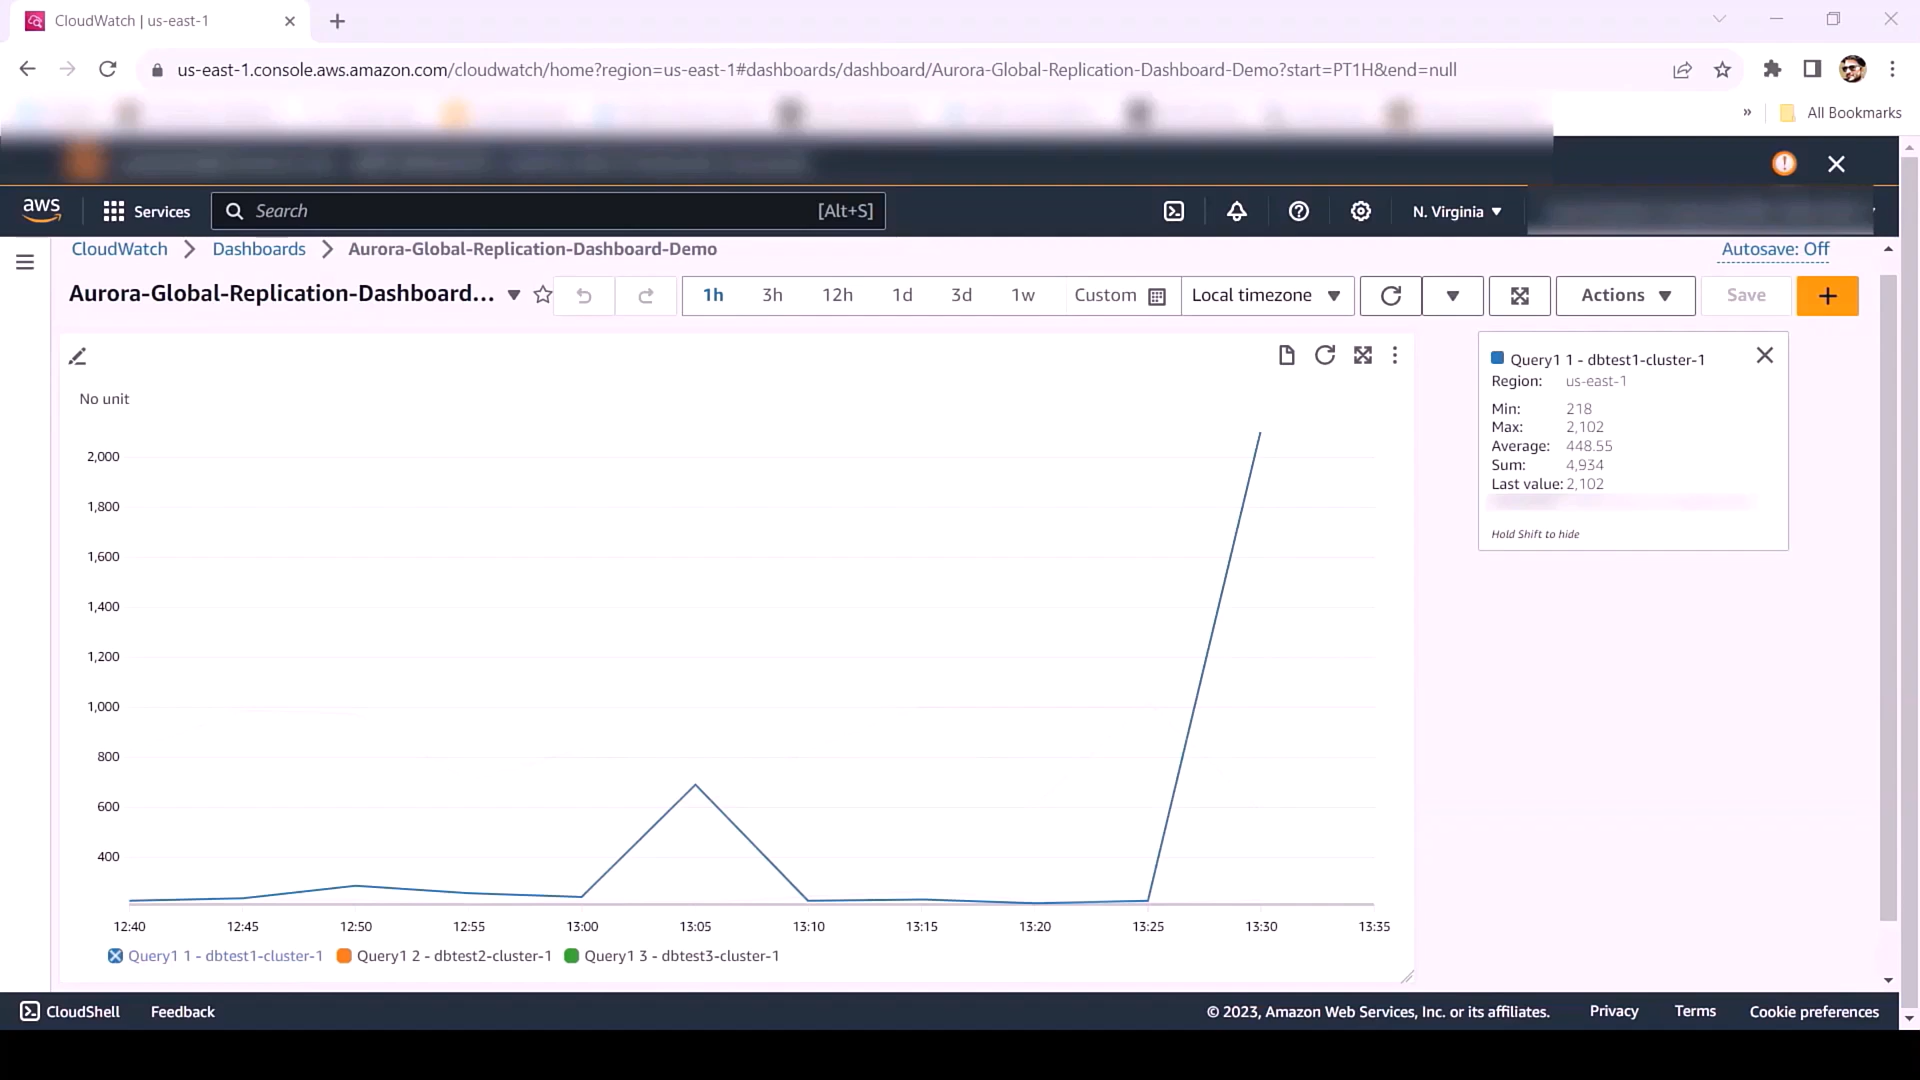 CloudWatch | us-east-1
us-east-1.console.aws.amazon.com/cloudwatch/home?region=us-east-1#dashboards/dashboard/Aurora-Global-Replication-Dashboard-Demo?start=PT1H&end=null
» All Bookmarks
aws Services Search [Alt+S] N. Virginia
CloudWatch Dashboards Aurora-Global-Replication-Dashboard-Demo Autosave: Off
Aurora-Global-Replication-Dashboard... 1h 3h 12h 1d 3d 1w Custom Local timezone Actions Save +
No unit
2,000
1,800
1,600
1,400
1,200
1,000
800
600
400
12:40 12:45 12:50 12:55 13:00 13:05 13:10 13:15 13:20 13:25 13:30 13:35
Query1 1 - dbtest1-cluster-1 Query1 2 - dbtest2-cluster-1 Query1 3 - dbtest3-cluster-1
Query1 1 - dbtest1-cluster-1
Region: us-east-1
Min: 218
Max: 2,102
Average: 448.55
Sum: 4,934
Last value: 2,102
Hold Shift to hide
CloudShell Feedback © 2023, Amazon Web Services, Inc. or its affiliates. Privacy Terms Cookie preferences